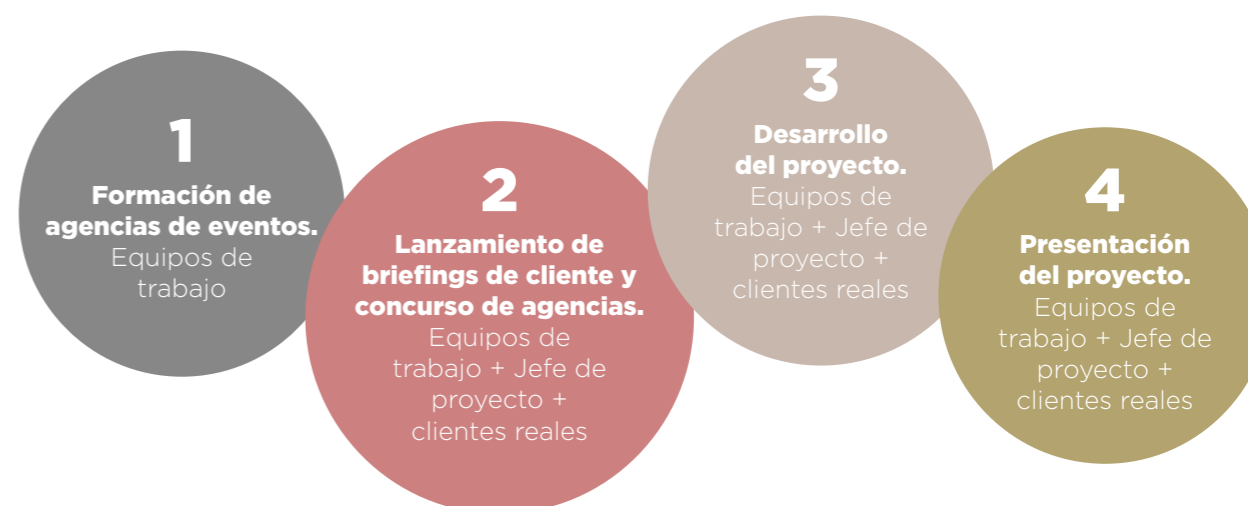 1
Formación de
agencias de eventos.
Equipos de
trabajo
2
Lanzamiento de
briefings de cliente y
concurso de agencias.
Equipos de
trabajo + Jefe de
proyecto +
clientes reales
3
Desarrollo
del proyecto.
Equipos de
trabajo + Jefe de
proyecto +
clientes reales
4
Presentación
del proyecto.
Equipos de
trabajo + Jefe de
proyecto +
clientes reales